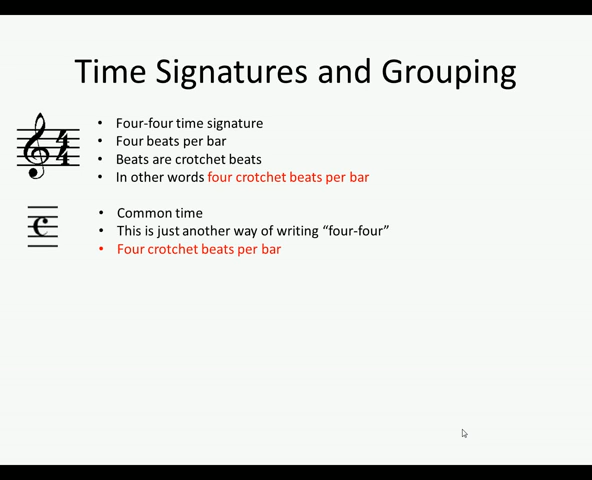 Time Signatures and Grouping
4
4
• Four-four time signature
• Four beats per bar
• Beats are crotchet beats
• In other words four crotchet beats per bar
• Common time
• This is just another way of writing “four-four”
• Four crotchet beats per bar